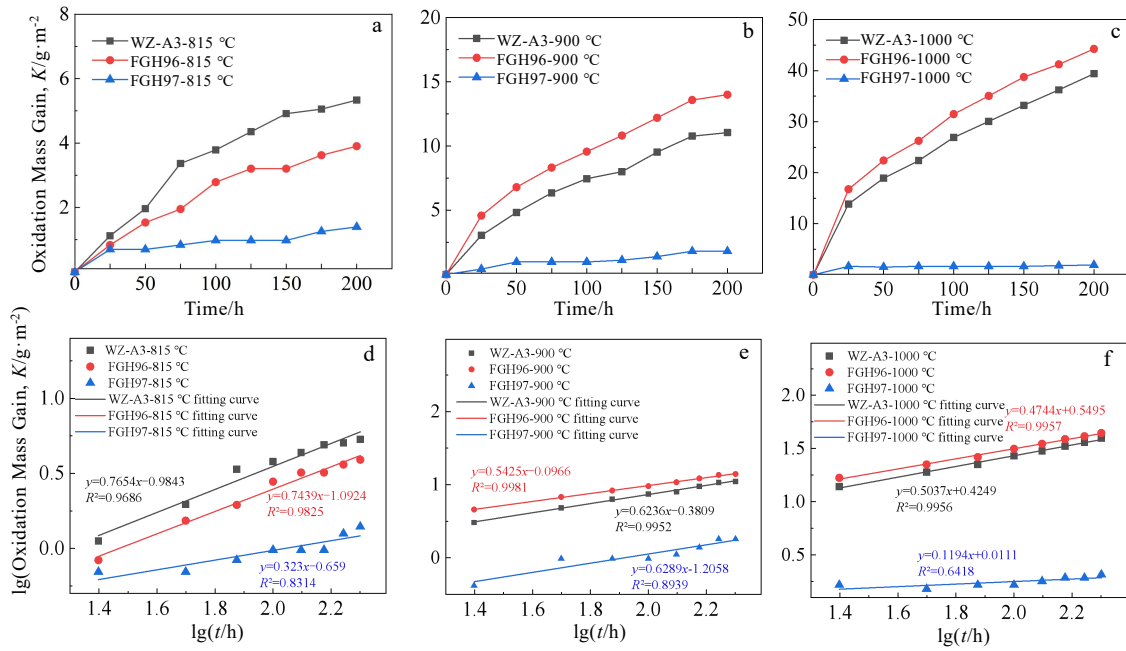 Oxidation Mass Gain, K/g·m-2
8
6
4
2
0
a
WZ-A3-815 ℃
FGH96-815 ℃
FGH97-815 ℃
0 50 100 150 200
Time/h
20
15
10
5
0
b
WZ-A3-900 ℃
FGH96-900 ℃
FGH97-900 ℃
0 50 100 150 200
Time/h
50
40
30
20
10
0
c
WZ-A3-1000 ℃
FGH96-1000 ℃
FGH97-1000 ℃
0 50 100 150 200
Time/h
lg(Oxidation Mass Gain, K/g·m-2)
1.0
0.5
0.0
d
WZ-A3-815 ℃
FGH96-815 ℃
FGH97-815 ℃
WZ-A3-815 ℃ fitting curve
FGH96-815 ℃ fitting curve
FGH97-815 ℃ fitting curve
y=0.7654x−0.9843
R²=0.9686
y=0.7439x−1.0924
R²=0.9825
y=0.323x−0.659
R²=0.8314
1.4 1.6 1.8 2.0 2.2
lg(t/h)
2
1
0
e
WZ-A3-900 ℃
FGH96-900 ℃
FGH97-900 ℃
WZ-A3-900 ℃ fitting curve
FGH96-900 ℃ fitting curve
FGH97-900 ℃ fitting curve
y=0.5425x−0.0966
R²=0.9981
y=0.6236x−0.3809
R²=0.9952
y=0.6289x-1.2058
R²=0.8939
1.4 1.6 1.8 2.0 2.2
lg(t/h)
2.0
1.5
1.0
0.5
f
WZ-A3-1000 ℃
FGH96-1000 ℃
FGH97-1000 ℃
WZ-A3-1000 ℃ fitting curve
FGH96-1000 ℃ fitting curve
FGH97-1000 ℃ fitting curve
y=0.4744x+0.5495
R²=0.9957
y=0.5037x+0.4249
R²=0.9956
y=0.1194x+0.0111
R²=0.6418
1.4 1.6 1.8 2.0 2.2
lg(t/h)